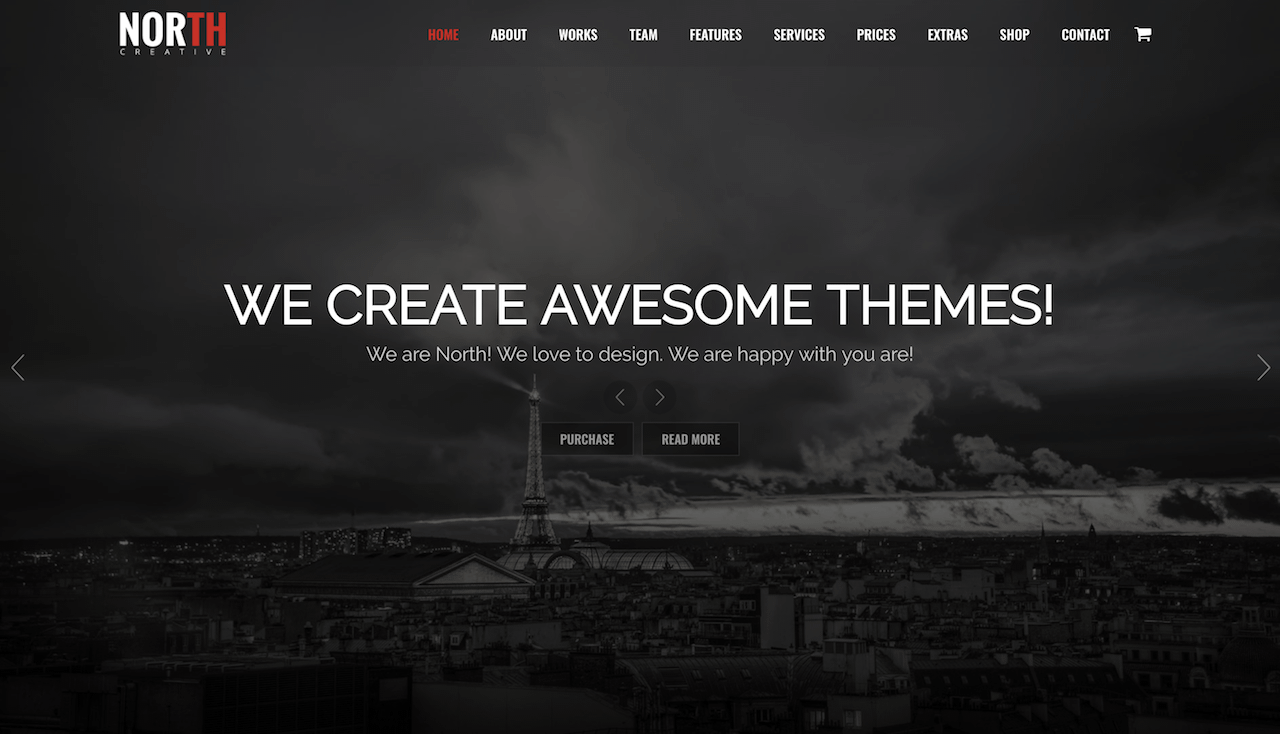 NORTH
CREATIVE
HOME ABOUT WORKS TEAM FEATURES SERVICES PRICES EXTRAS SHOP CONTACT
WE CREATE AWESOME THEMES!
We are North! We love to design. We are happy with you are!
PURCHASE READ MORE